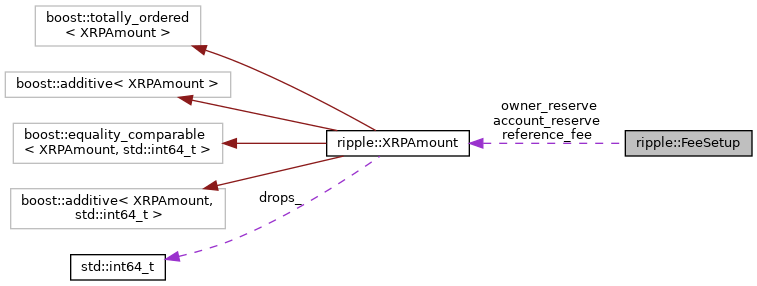 boost::totally_ordered
< XRPAmount >
boost::additive< XRPAmount >
boost::equality_comparable
< XRPAmount, std::int64_t >
boost::additive< XRPAmount,
std::int64_t >
std::int64_t
drops_
ripple::XRPAmount
owner_reserve
account_reserve
reference_fee
ripple::FeeSetup